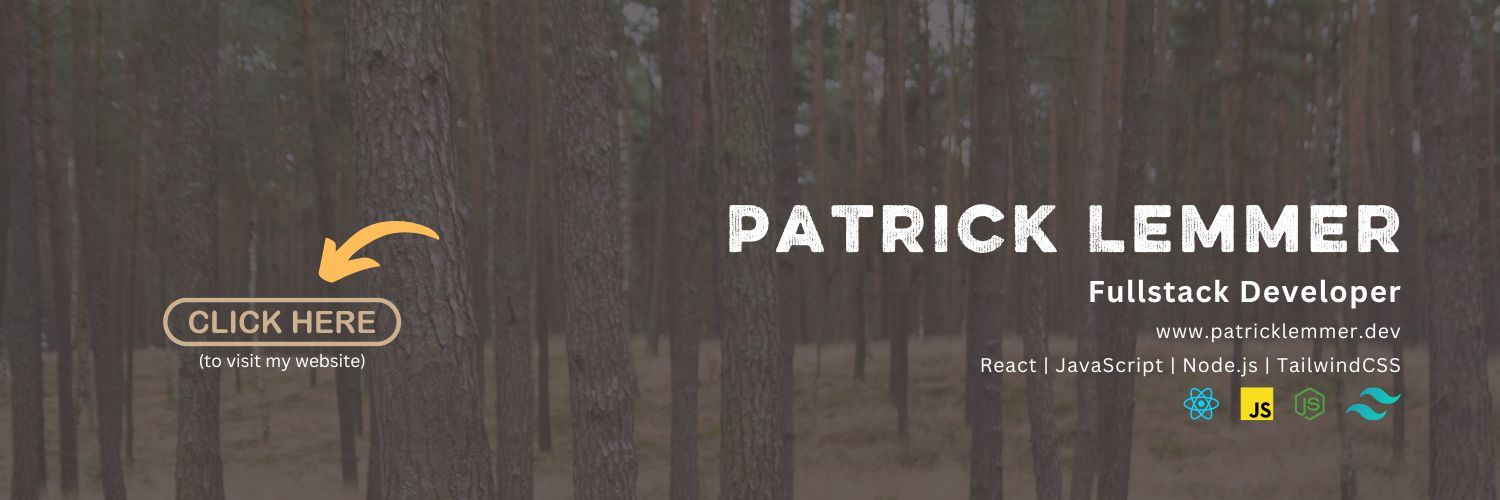 PATRICK LEMMER
Fullstack Developer
www.patricklemmer.dev
React | JavaScript | Node.js | TailwindCSS
JS
JS
CLICK HERE
(to visit my website)